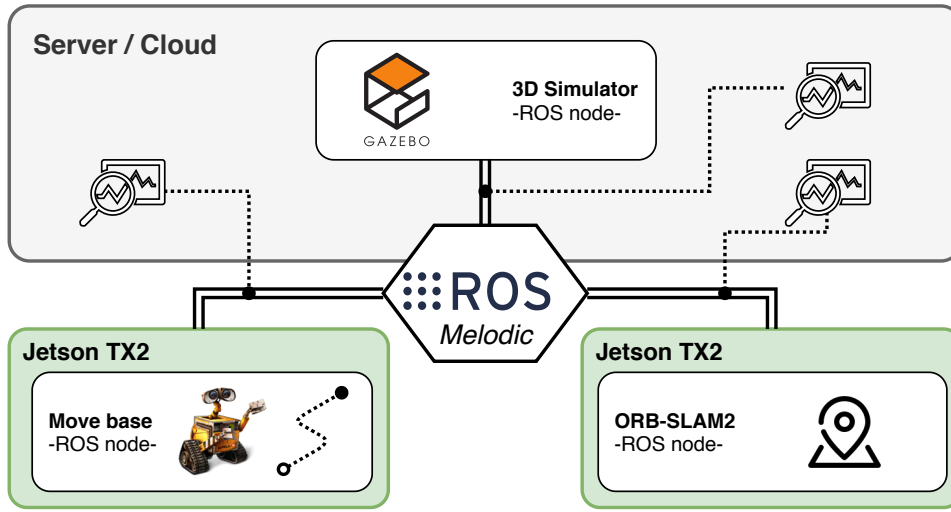 Server / Cloud
3D Simulator
-ROS node-
GAZEBO
ROS
Melodic
Jetson TX2
Move base
-ROS node-
Jetson TX2
ORB-SLAM2
-ROS node-